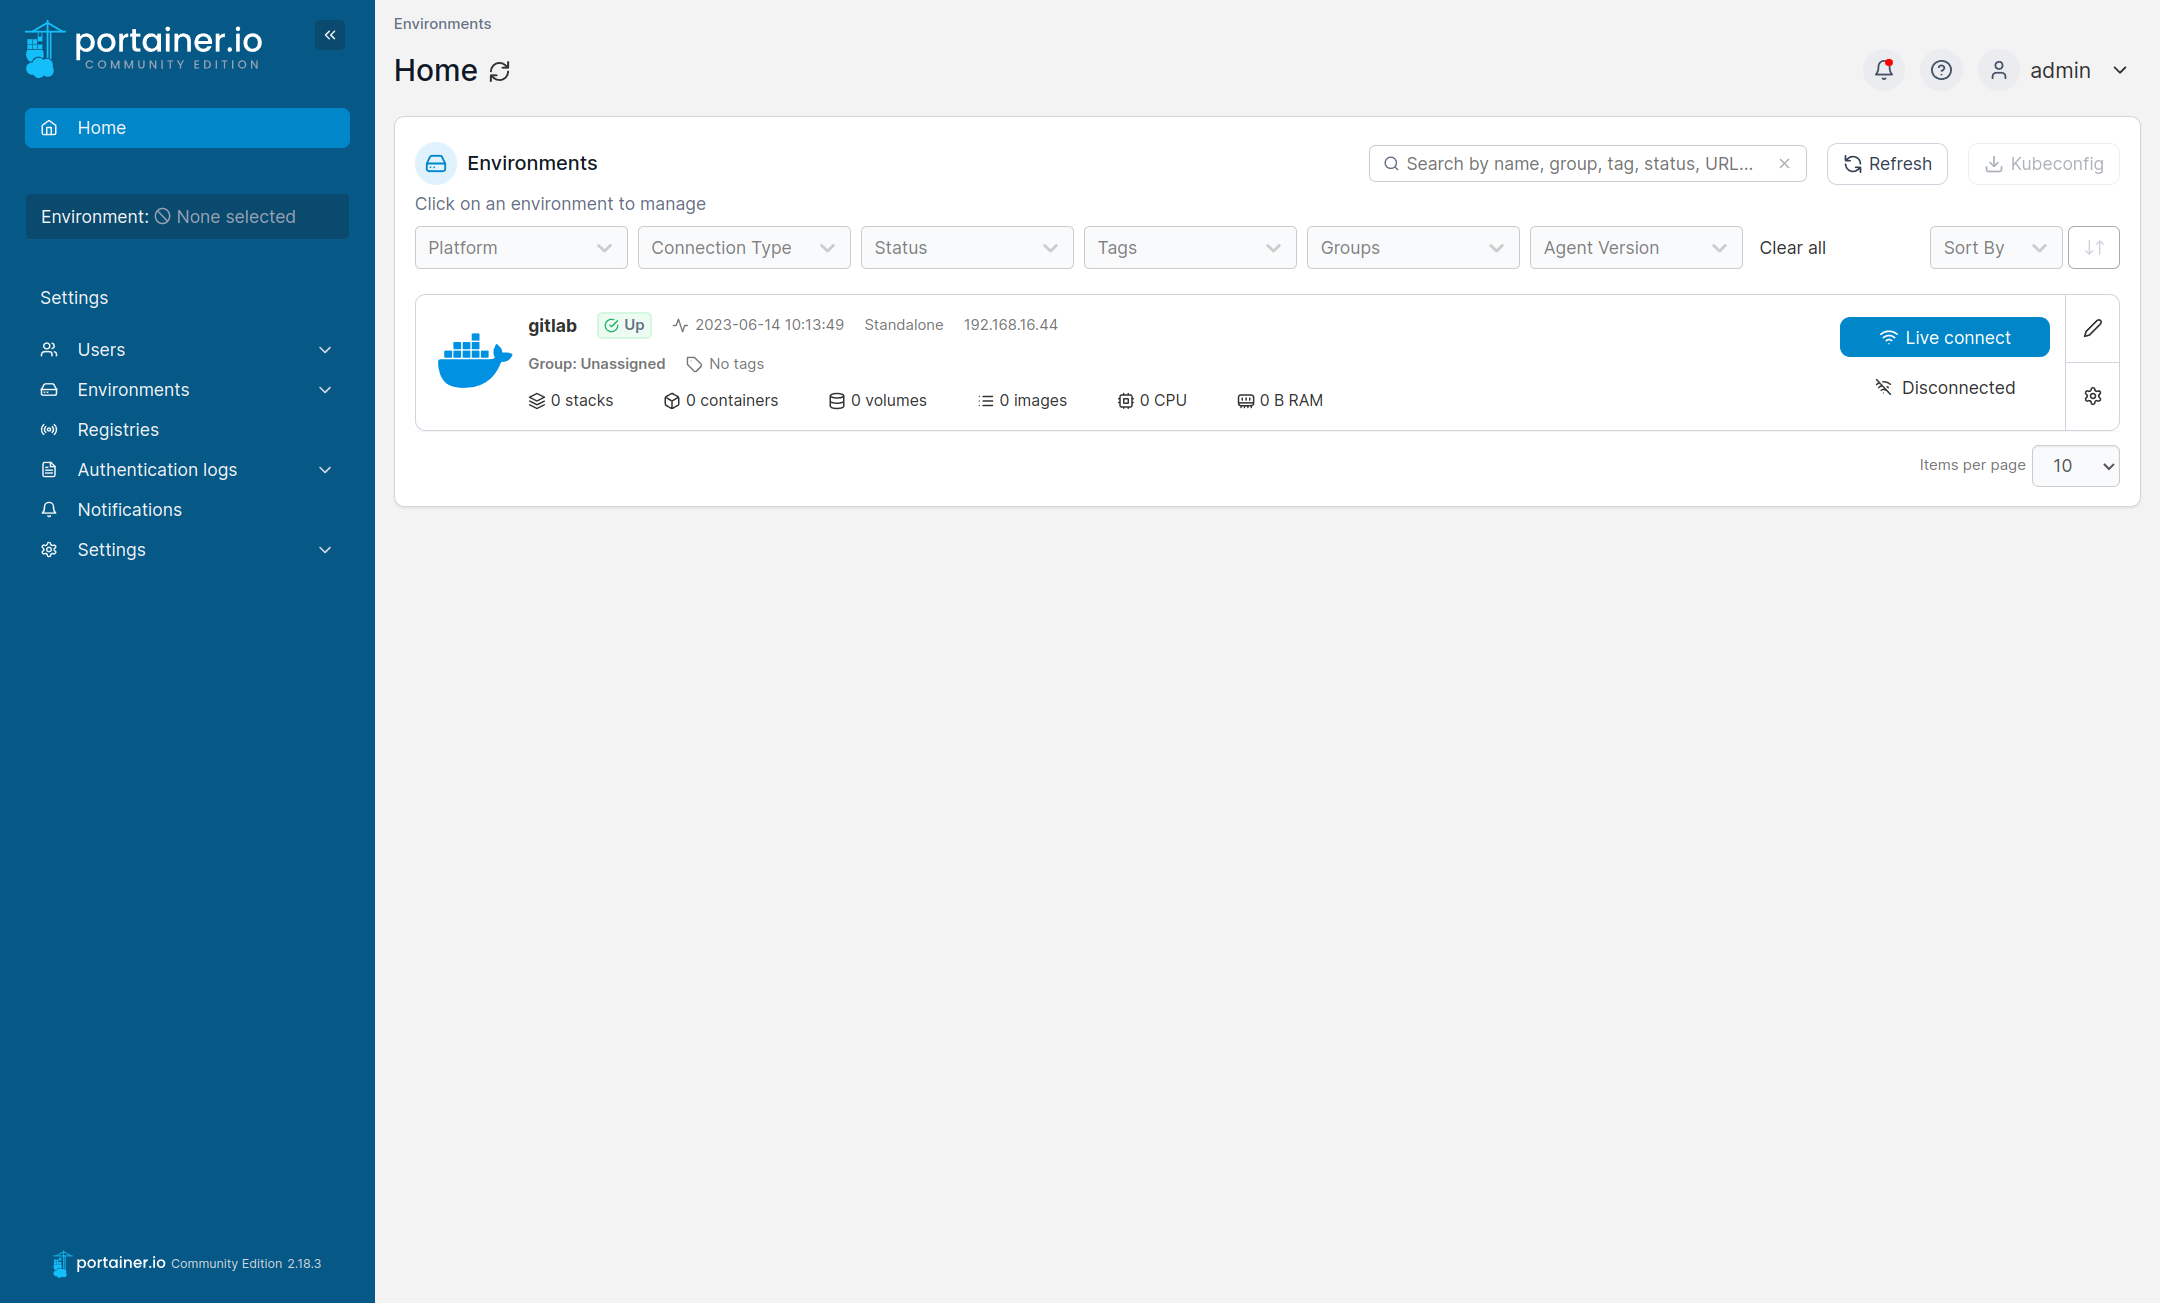 portainer.io
COMMUNITY EDITION
Home
Environment: None selected
Settings
Users
Environments
Registries
Authentication logs
Notifications
Settings
portainer.io Community Edition 2.18.3
Environments
Home
admin
Environments
Search by name, group, tag, status, URL...
Refresh
Kubeconfig
Click on an environment to manage
Platform
Connection Type
Status
Tags
Groups
Agent Version
Clear all
Sort By
gitlab Up 2023-06-14 10:13:49 Standalone 192.168.16.44
Group: Unassigned No tags
0 stacks 0 containers 0 volumes 0 images 0 CPU 0 B RAM
Live connect
Disconnected
Items per page 10